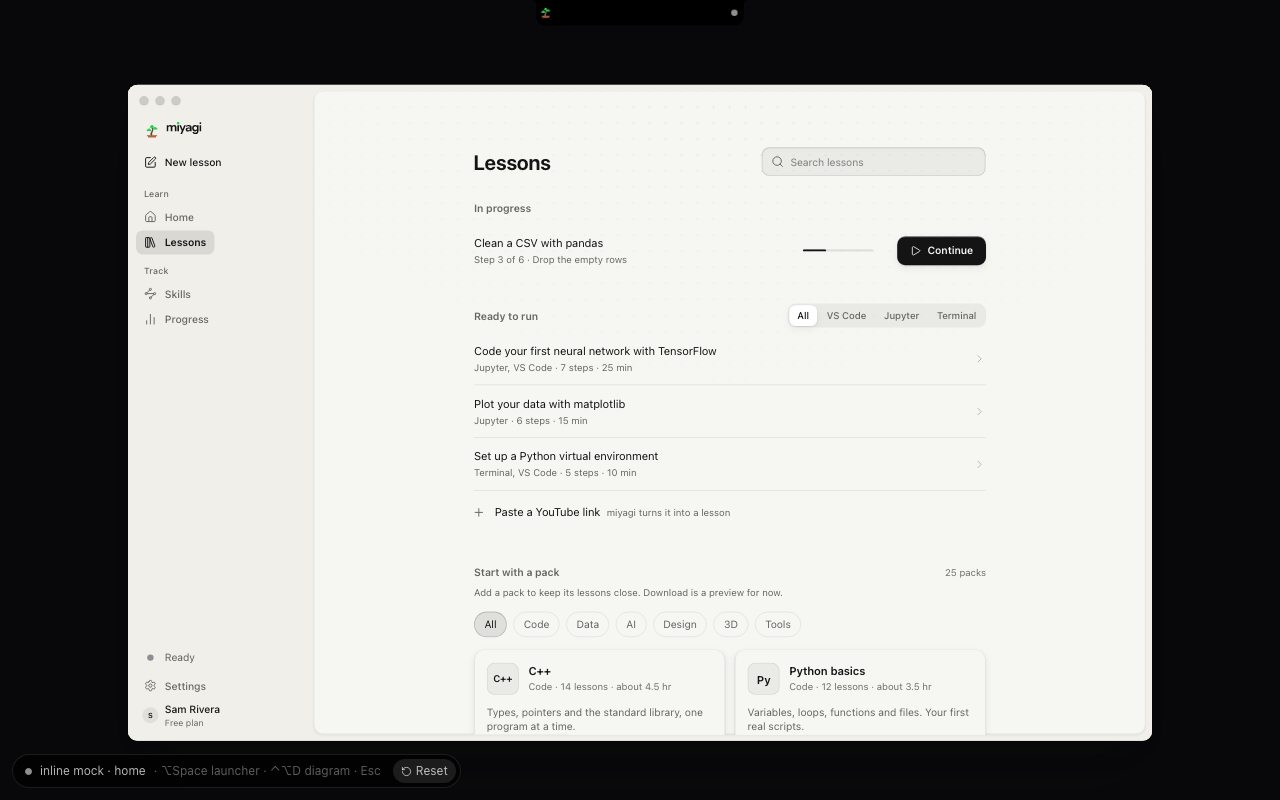 miyagi
New lesson
Learn
Home
Lessons
Track
Skills
Progress
Ready
Settings
S
Sam Rivera
Free plan
Lessons
Search lessons
In progress
Clean a CSV with pandas
Step 3 of 6 · Drop the empty rows
Continue
Ready to run
All
VS Code
Jupyter
Terminal
Code your first neural network with TensorFlow
Jupyter, VS Code · 7 steps · 25 min
Plot your data with matplotlib
Jupyter · 6 steps · 15 min
Set up a Python virtual environment
Terminal, VS Code · 5 steps · 10 min
Paste a YouTube link miyagi turns it into a lesson
Start with a pack
25 packs
Add a pack to keep its lessons close. Download is a preview for now.
All
Code
Data
AI
Design
3D
Tools
C++
C++
Code · 14 lessons · about 4.5 hr
Types, pointers and the standard library, one
program at a time.
Py
Python basics
Code · 12 lessons · about 3.5 hr
Variables, loops, functions and files. Your first
real scripts.
inline mock · home · ⌥Space launcher · ⌃⌥D diagram · Esc
Reset